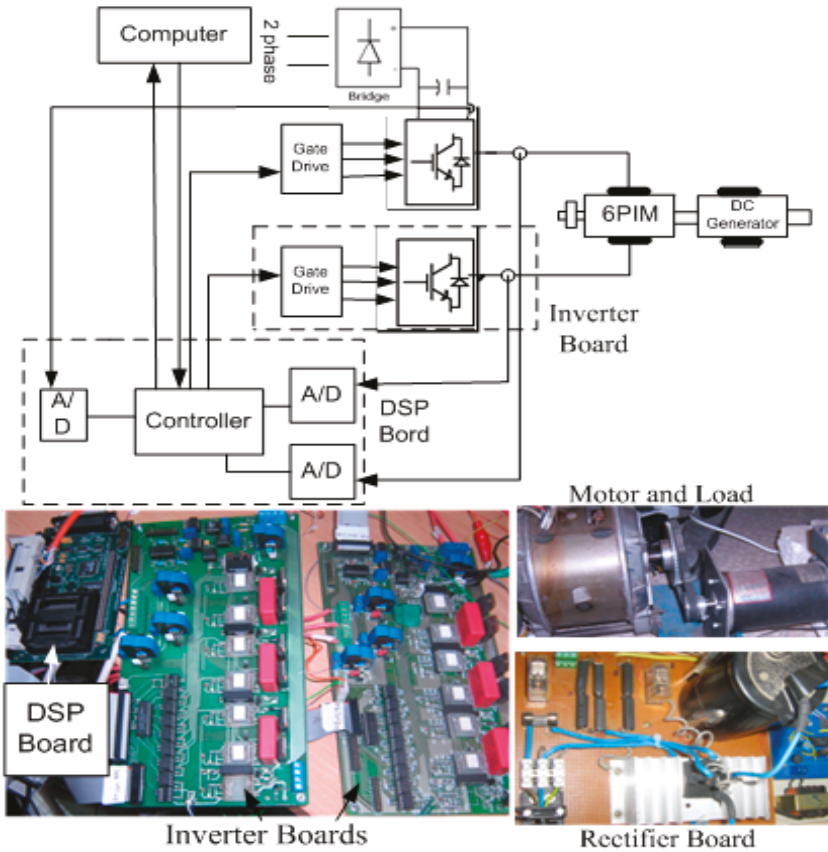 Computer
2 phase
Bridge
Gate
Drive
Gate
Drive
6PIM
DC
Generator
Inverter
Board
A/
D
Controller
A/D
DSP
Bord
A/D
Motor and Load
DSP
Board
Inverter Boards
Rectifier Board